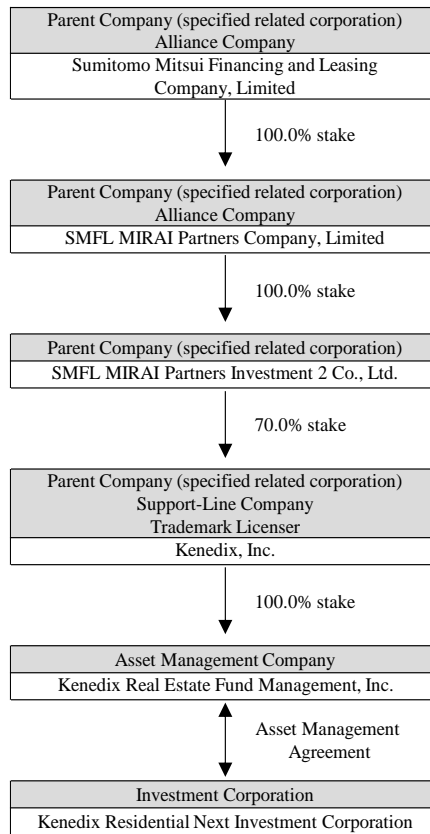 Parent Company (specified related corporation)
Alliance Company
Sumitomo Mitsui Financing and Leasing
Company, Limited
100.0% stake
Parent Company (specified related corporation)
Alliance Company
SMFL MIRAI Partners Company, Limited
100.0% stake
Parent Company (specified related corporation)
SMFL MIRAI Partners Investment 2 Co., Ltd.
70.0% stake
Parent Company (specified related corporation)
Support-Line Company
Trademark Licenser
Kenedix, Inc.
100.0% stake
Asset Management Company
Kenedix Real Estate Fund Management, Inc.
Asset Management
Agreement
Investment Corporation
Kenedix Residential Next Investment Corporation